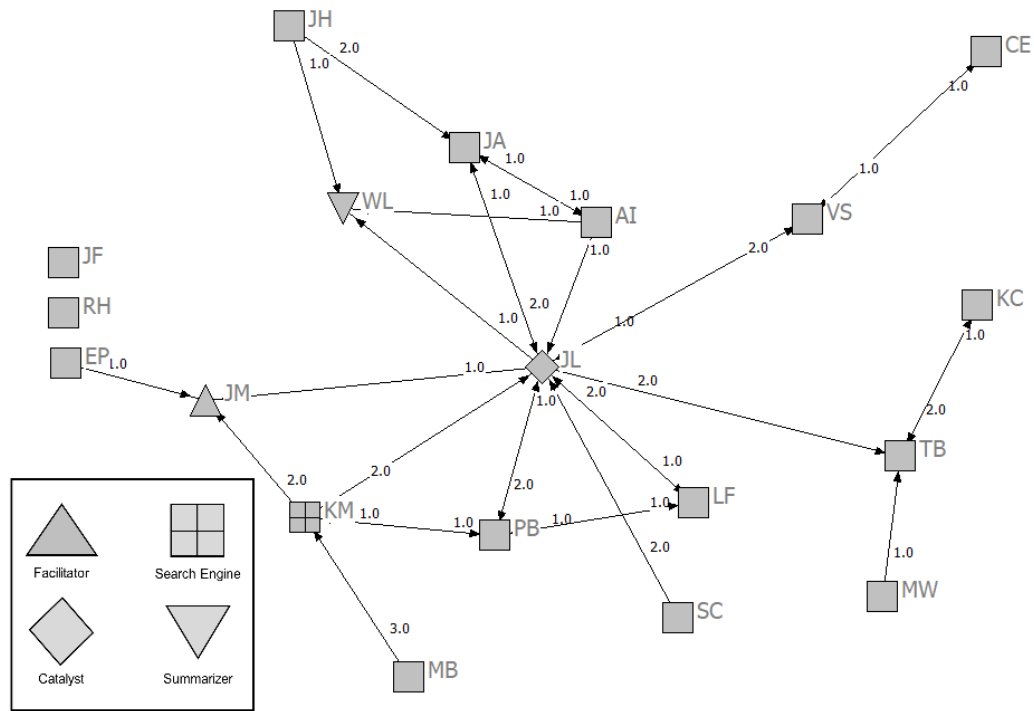 JH
2.0
1.0
CE
1.0
JA
1.0
1.0
1.0
1.0
WL
1.0
AI
VS
1.0
2.0
JF
KC
2.0
RH
1.0
1.0
1.0
EP
1.0
JM
1.0
JL
2.0
1.0
2.0
2.0
TB
1.0
2.0
2.0
2.0
LF
KM
1.0
1.0
1.0
1.0
PB
2.0
1.0
MW
SC
3.0
MB
Facilitator
Search Engine
Catalyst
Summarizer